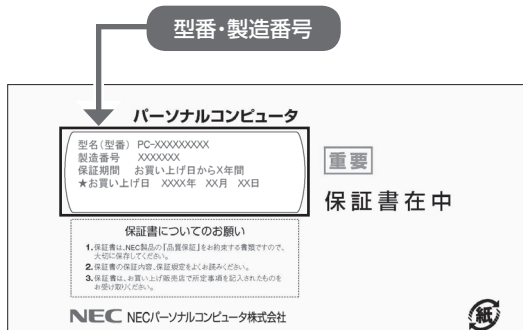 型番・製造番号
パーソナルコンピュータ
型名(型番) PC-XXXXXXXXX
製造番号 XXXXXXX
保証期間 お買い上げ日からX年間
★お買い上げ日 XXXX年 XX月 XX日
重要
保証書在中
保証書についてのお願い
1.保証書は、NEC製品の「品質保証」をお約束する書類ですので、
大切に保存してください。
2.保証書の保証内容、保証規定をよくお読みください。
3.保証書は、お買い上げ販売店で所定事項を記入されたものを
お受け取りください。
NEC NECパーソナルコンピュータ株式会社
紙